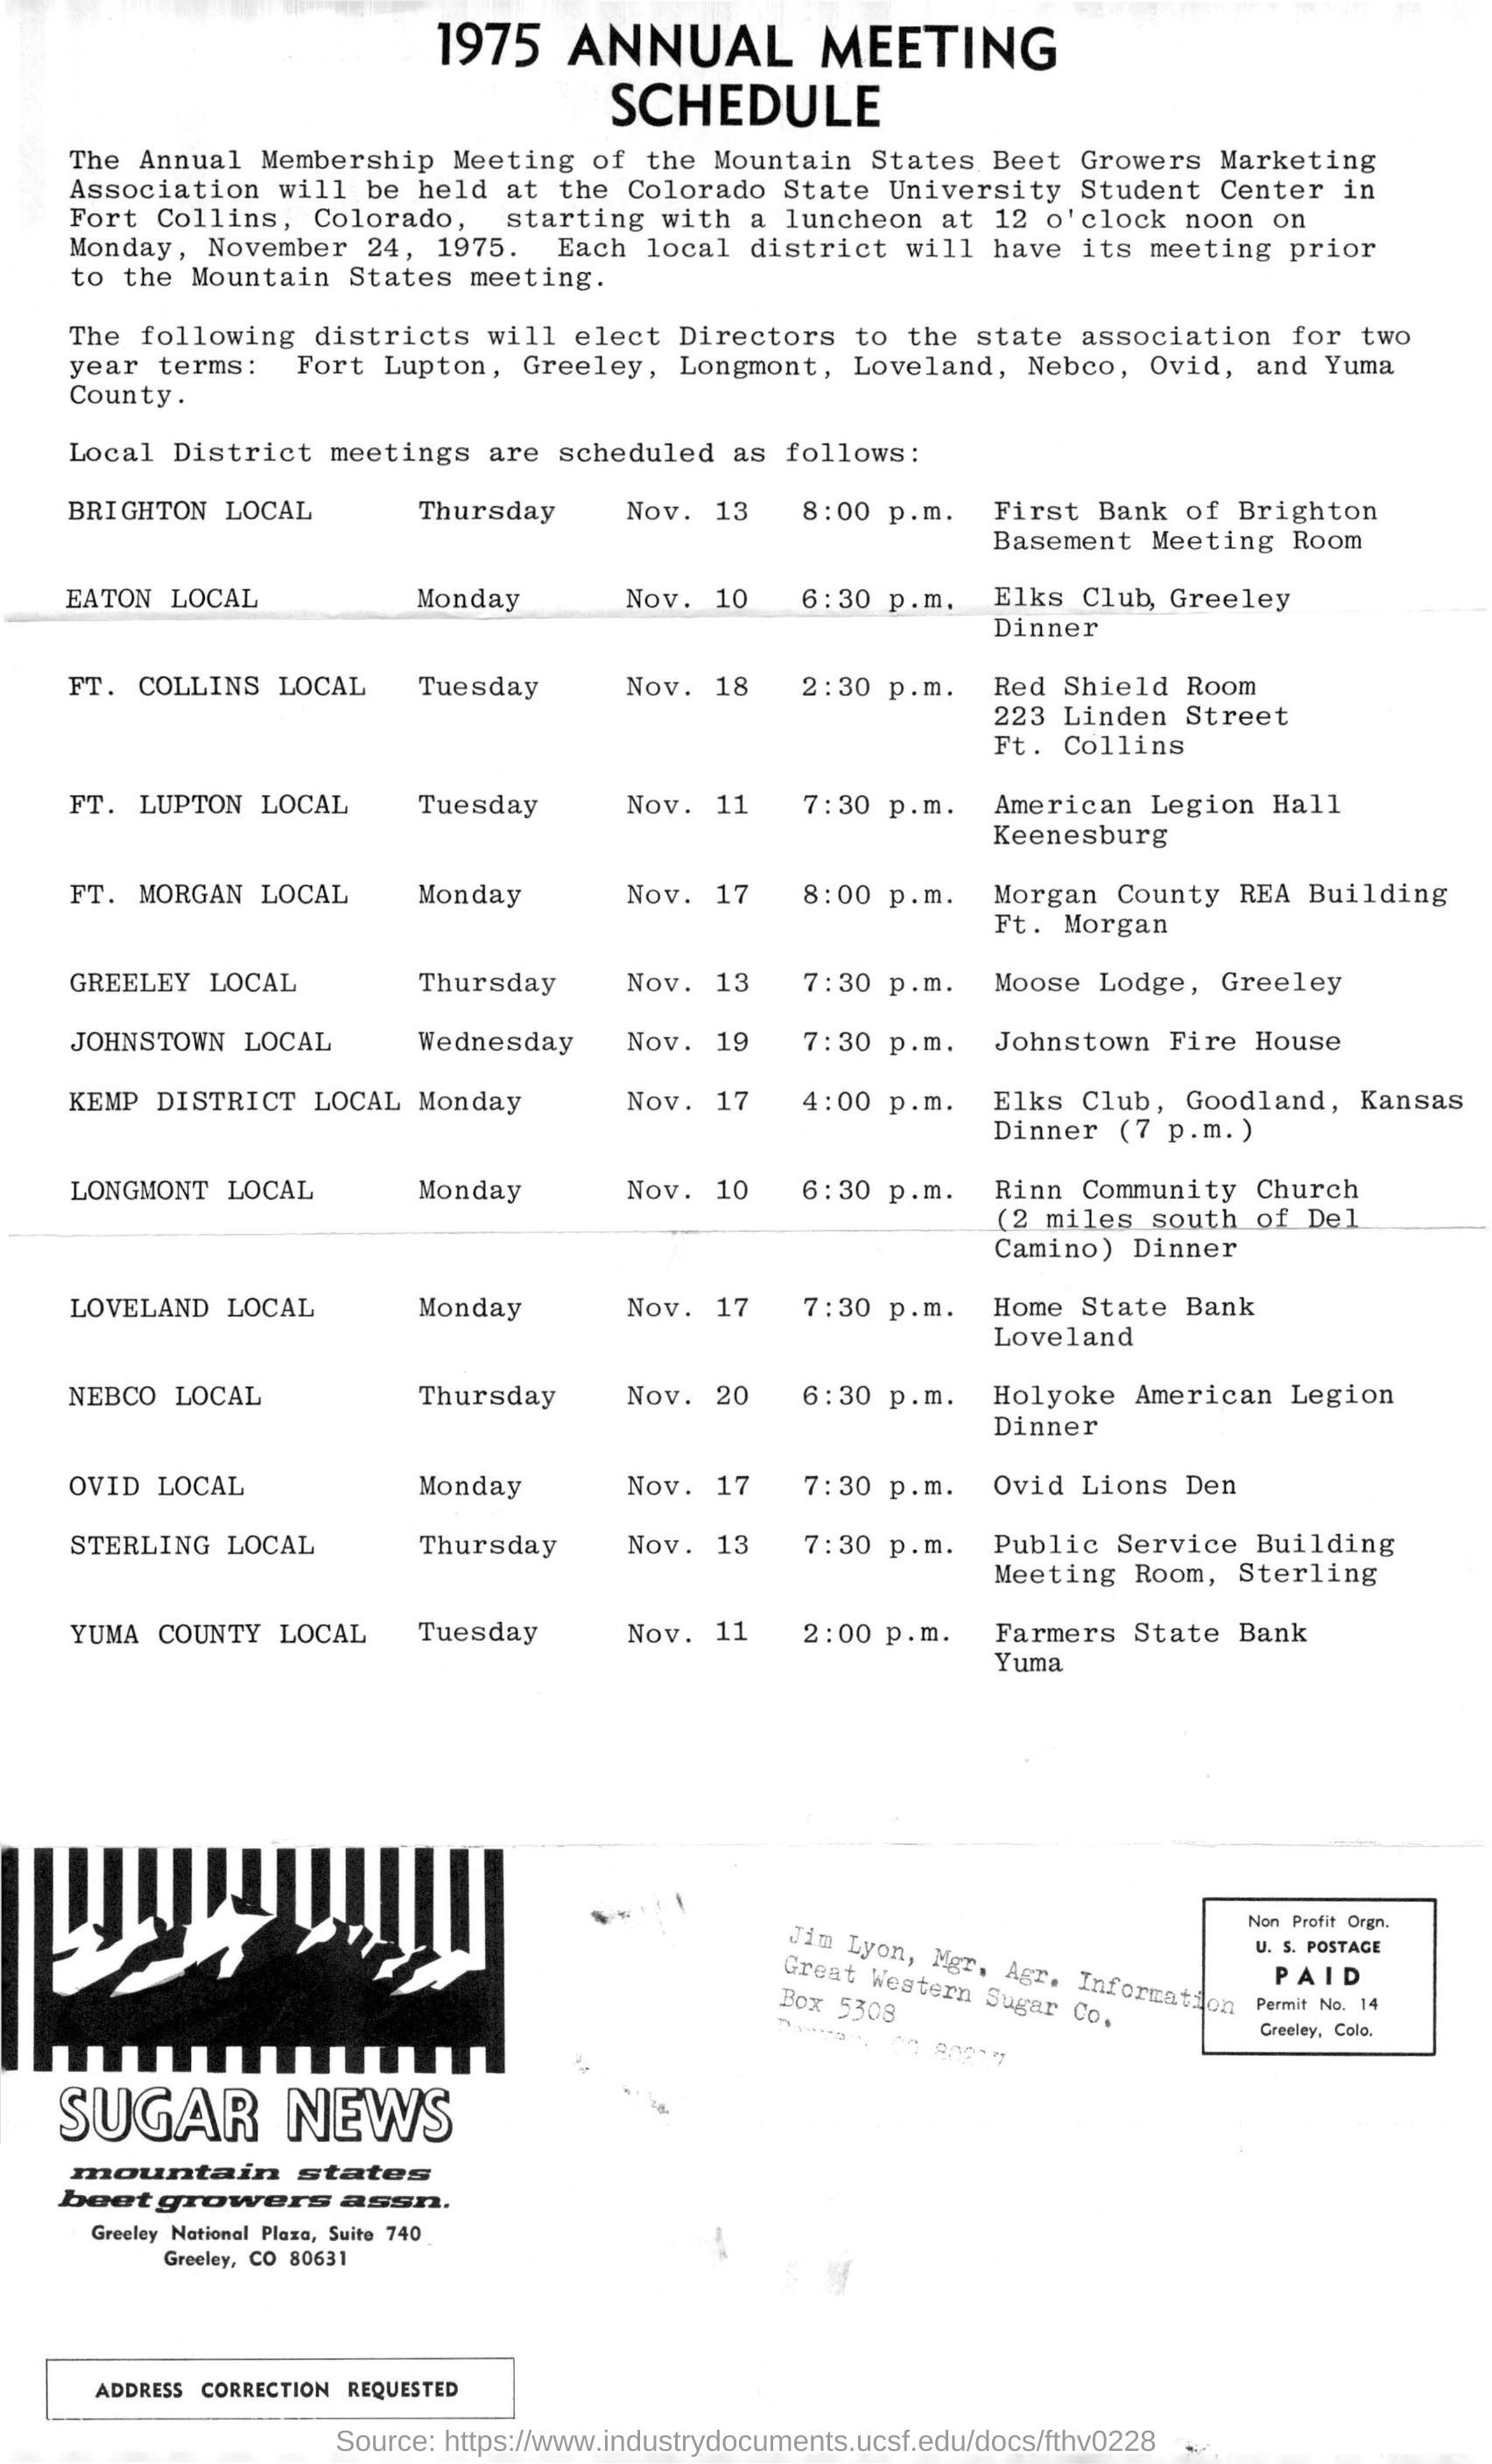 1975 ANNUAL MEETING
SCHEDULE
The Annual Membership Meeting of the Mountain States Beet Growers Marketing
Association will be held at the Colorado State University Student Center in
Fort Collins, Colorado, starting with a luncheon at 12 o'clock noon on
Monday, November 24, 1975. Each local district will have its meeting prior
to the Mountain States meeting.
The following districts will elect Directors to the state association for two
year terms: Fort Lupton, Greeley, Longmont, Loveland, Nebco, Ovid, and Yuma
County.
Local District meetings are scheduled as follows:
BRIGHTON LOCAL Thursday Nov. 13 8:00 p.m. First Bank of Brighton
Basement Meeting Room
EATON LOCAL Monday Nov. 10 6:30 p.m. Elks Club, Greeley
Dinner
FT. COLLINS LOCAL Tuesday Nov. 18 2:30 p.m. Red Shield Room
223 Linden Street
Ft. Collins
FT. LUPTON LOCAL Tuesday Nov. 11 7:30 p.m. American Legion Hall
Keenesburg
FT. MORGAN LOCAL Monday Nov. 17 8:00 p.m. Morgan County REA Building
Ft. Morgan
GREELEY LOCAL Thursday Nov. 13 7:30 p.m. Moose Lodge, Greeley
JOHNSTOWN LOCAL Wednesday Nov. 19 7:30 p.m. Johnstown Fire House
KEMP DISTRICT LOCAL Monday Nov. 17 4:00 p.m. Elks Club, Goodland, Kansas
Dinner (7 p.m.)
LONGMONT LOCAL Monday Nov. 10 6:30 p.m. Rinn Community Church
(2 miles south of Del
Camino) Dinner
LOVELAND LOCAL Monday Nov. 17 7:30 p.m. Home State Bank
Loveland
NEBCO LOCAL Thursday Nov. 20 6:30 p.m. Holyoke American Legion
Dinner
OVID LOCAL Monday Nov. 17 7:30 p.m. Ovid Lions Den
STERLING LOCAL Thursday Nov. 13 7:30 p.m. Public Service Building
Meeting Room, Sterling
YUMA COUNTY LOCAL Tuesday Nov. 11 2:00 p.m. Farmers State Bank
Yuma
Jim Lyon, Mgr. Agr. Information
Great Western Sugar Co.
Box 5308
Non Profit Orgn.
U. S. POSTAGE
PAID
Permit No. 14
Greeley, Colo.
SUGAR NEWS
mountain states
beet growers assn.
Greeley National Plaza, Suite 740
Greeley, CO 80631
ADDRESS CORRECTION REQUESTED
Source: https://www.industrydocuments.ucsf.edu/docs/fthv0228